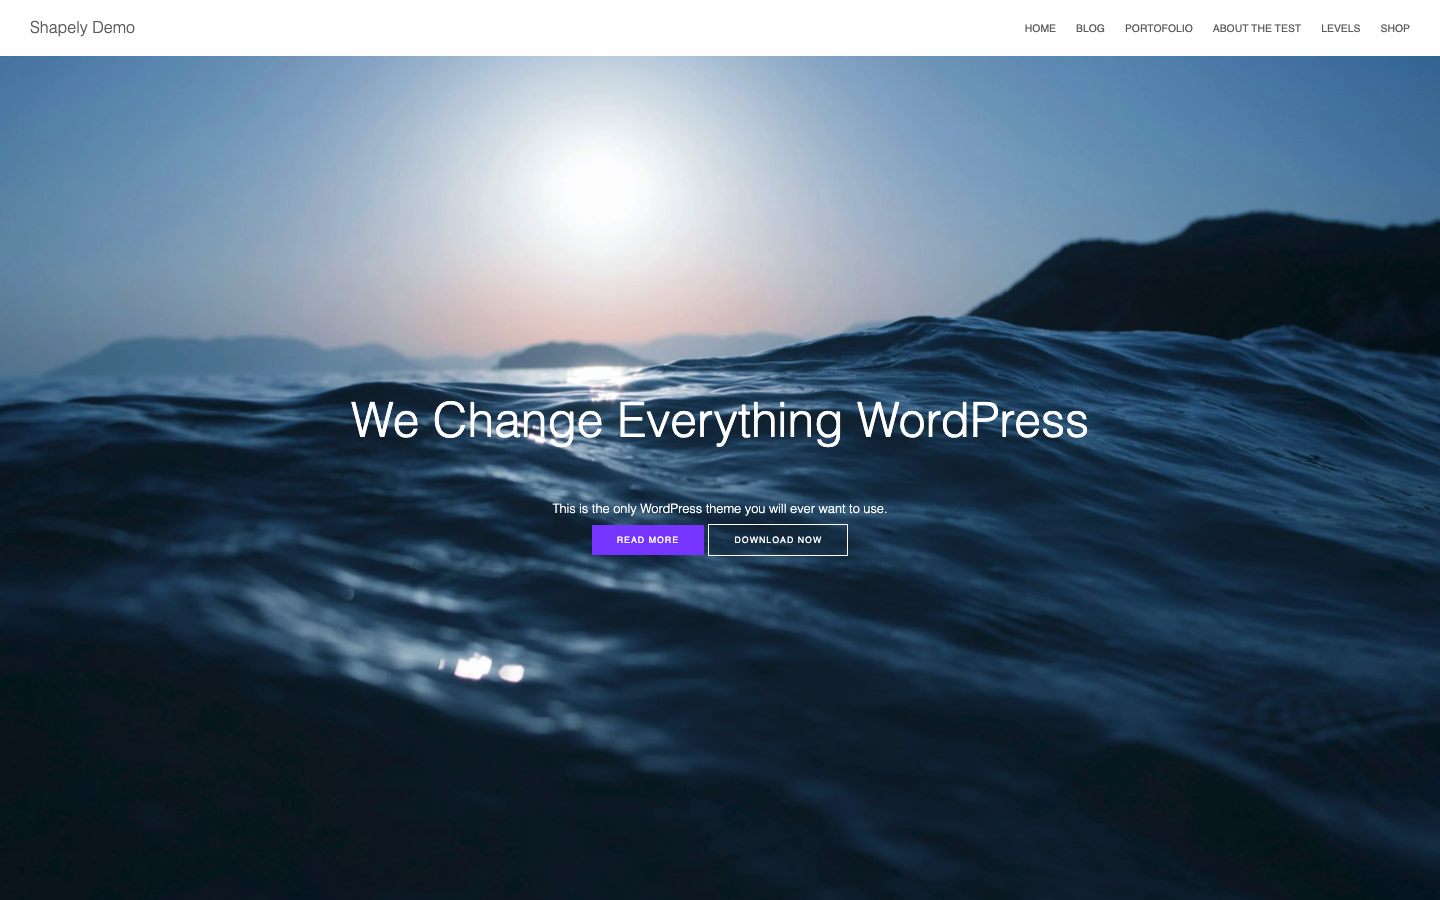 Shapely Demo
HOME BLOG PORTOFOLIO ABOUT THE TEST LEVELS SHOP
We Change Everything WordPress
This is the only WordPress theme you will ever want to use.
READ MORE DOWNLOAD NOW